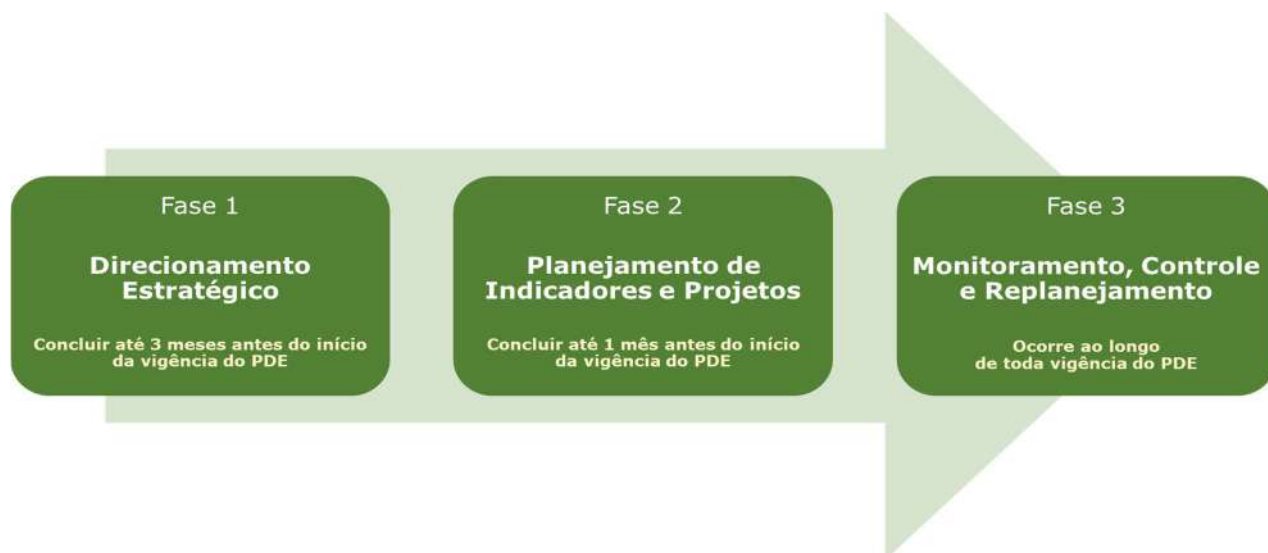 Fase 1
Direcionamento
Estratégico
Concluir até 3 meses antes do início
da vigência do PDE
Fase 2
Planejamento de
Indicadores e Projetos
Concluir até 1 mês antes do início
da vigência do PDE
Fase 3
Monitoramento, Controle
e Replanejamento
Ocorre ao longo
de toda vigência do PDE